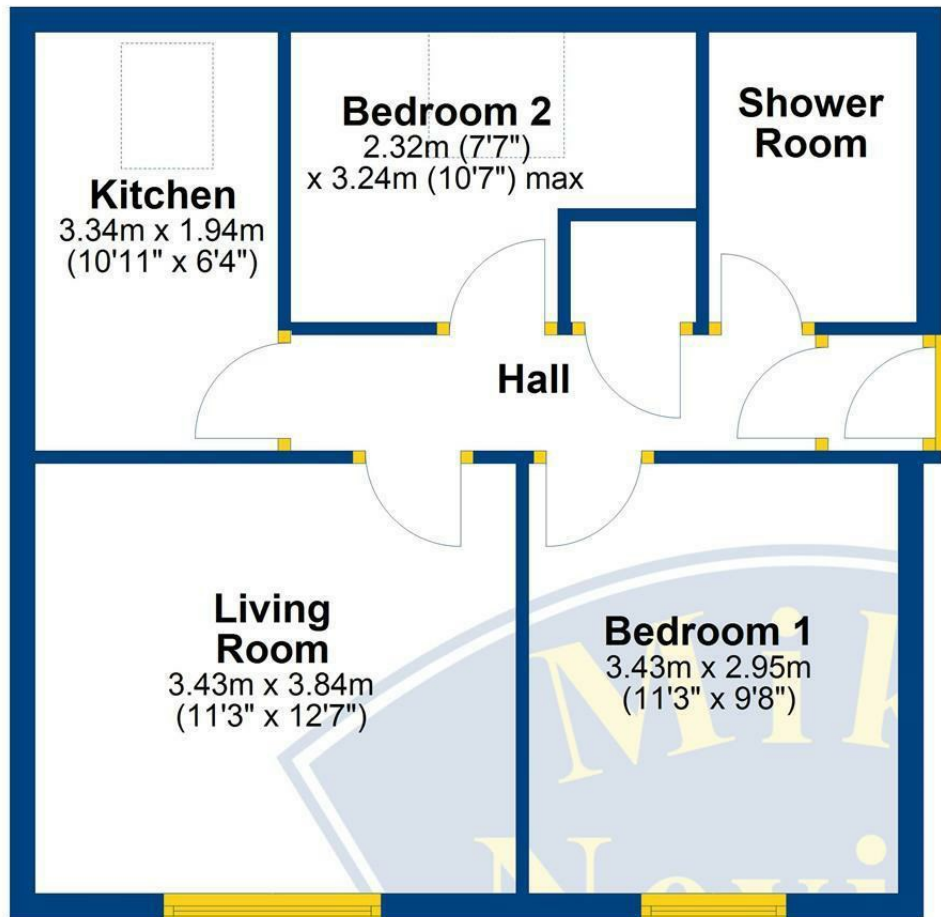 Kitchen
3.34m x 1.94m
(10'11" x 6'4")
Bedroom 2
2.32m (7'7")
x 3.24m (10'7") max
Shower
Room
Hall
Living
Room
3.43m x 3.84m
(11'3" x 12'7")
Bedroom 1
3.43m x 2.95m
(11'3" x 9'8")
Mik